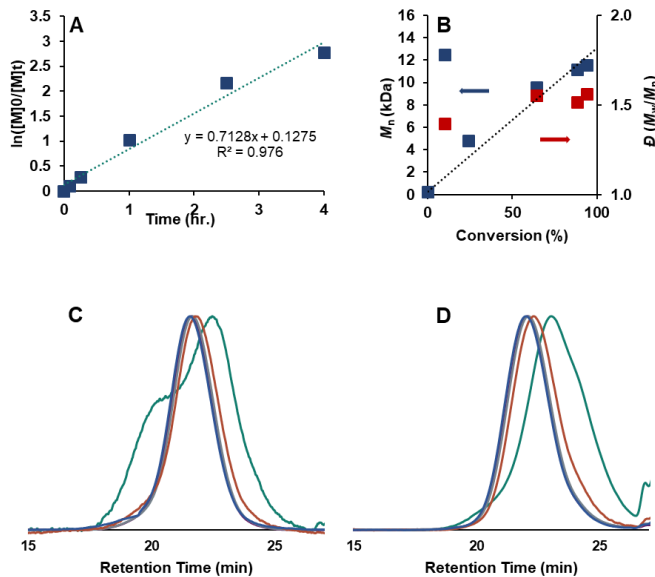 A
ln([M]0/[M]t)
4
3.5
3
2.5
2
1.5
1
0.5
0
y = 0.7128x + 0.1275
R² = 0.976
0 1 2 3 4
Time (hr.)
B
Mn (kDa)
16
14
12
10
8
6
4
2
0
2.0
1.5
1.0
Đ (Mw/Mn)
0 50 100
Conversion (%)
C
15 20 25
Retention Time (min)
D
15 20 25
Retention Time (min)